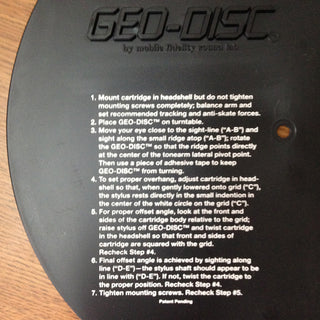 GEO-DISC
by mobile fidelity sound lab
1. Mount cartridge in headshell but do not tighten
mounting screws completely; balance arm and
set recommended tracking and anti-skate forces.
2. Place GEO-DISC™ on turntable.
3. Move your eye close to the sight-line ("A-B") and
sight along the small ridge atop ("A-B"); rotate
the GEO-DISC™ so that the ridge points directly
at the center of the tonearm lateral pivot point.
Then use a piece of adhesive tape to keep
GEO-DISC™ from turning.
4. To set proper overhang, adjust cartridge in head-
shell so that, when gently lowered onto grid ("C"),
the stylus rests directly in the small indentation in
the center of the white circle on the grid ("C").
5. For proper offset angle, look at the front and
sides of the cartridge body relative to the grid;
raise stylus off GEO-DISC™ and twist cartridge
in the headshell so that front and sides of
cartridge are squared with the grid.
Recheck Step #4.
6. Final offset angle is achieved by sighting along
line ("D-E")—the stylus shaft should appear to be
in line with ("D-E"). If not, twist the cartridge to
the proper position. Recheck Step #4.
7. Tighten mounting screws. Recheck Step #5.
Patent Pending